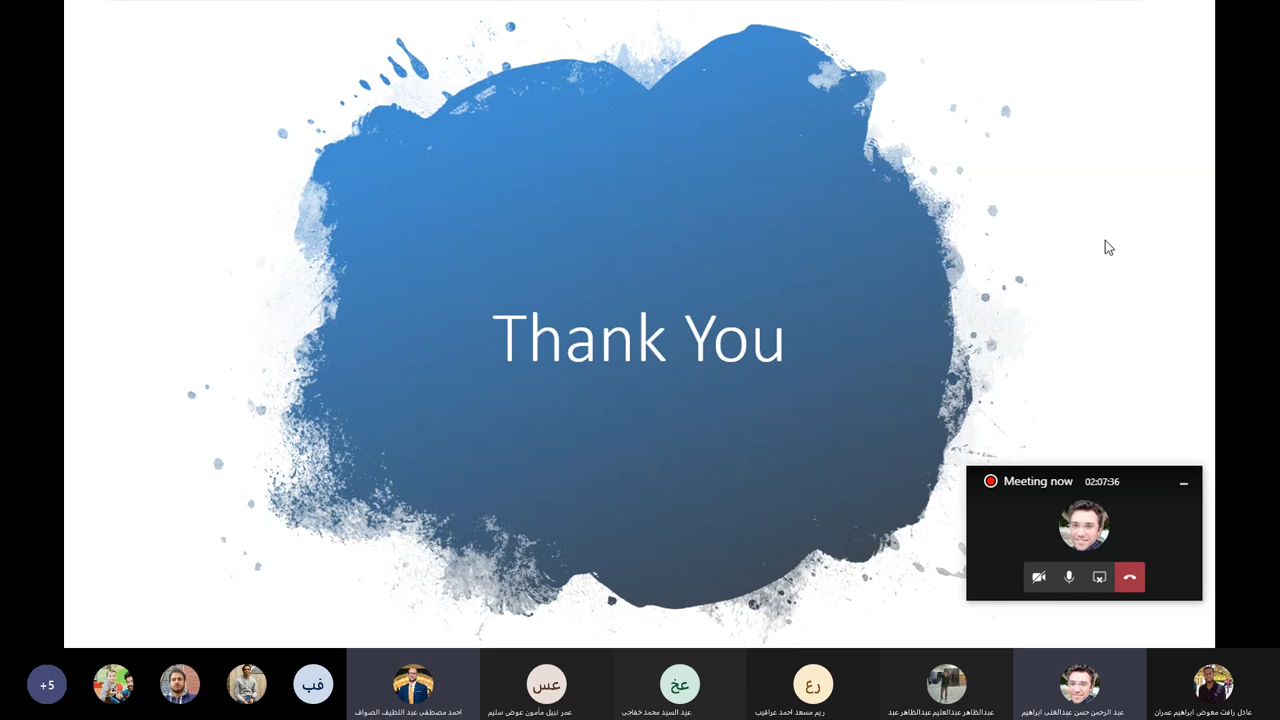 Thank You
Meeting now 02:07:36
+5
فب
عس
عخ
رع
احمد مصطفى عبد اللطيف الصواف
عمر نبيل مأمون عوض سليم
عبد السيد محمد خفاجى
ريم مسعد احمد عراقيب
عبدالظاهر عبدالعليم عبدالظاهر عبد
عبد الرحمن حسن عبدالغنى ابراهيم
عادل رافت معوض ابراهيم عمران